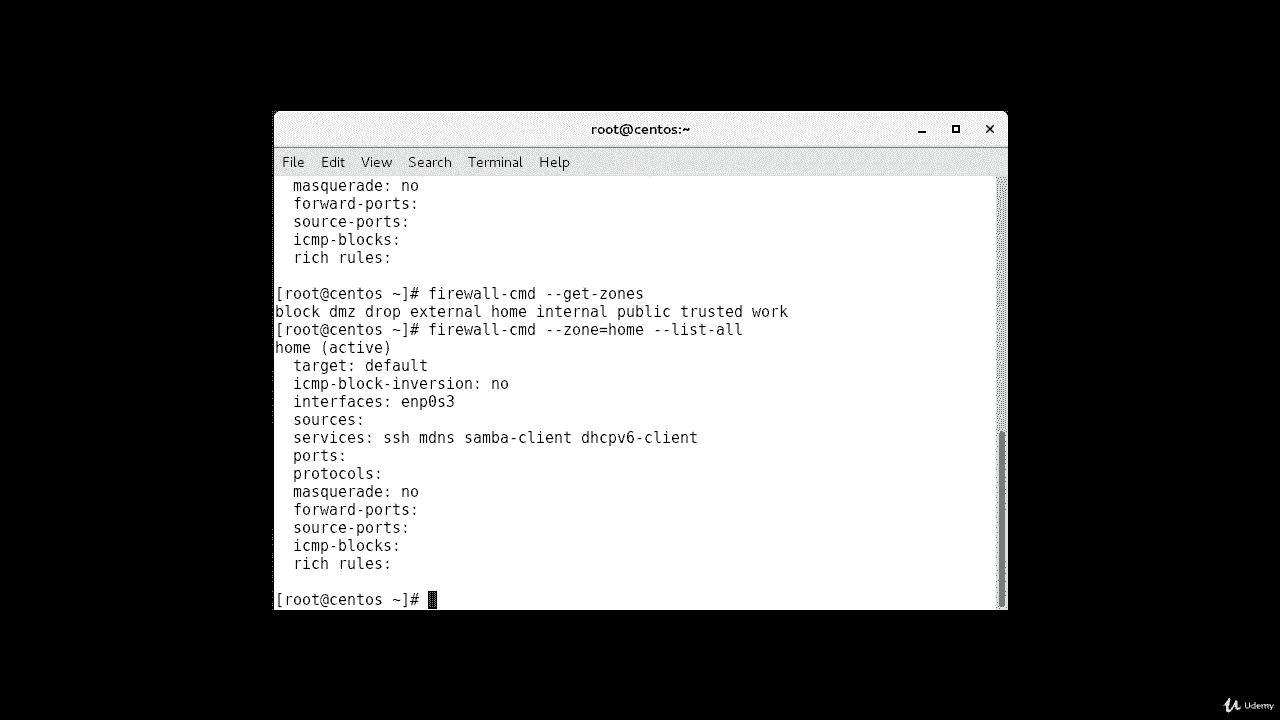 root@centos:~
File Edit View Search Terminal Help
masquerade: no
forward-ports:
source-ports:
icmp-blocks:
rich rules:
[root@centos ~]# firewall-cmd --get-zones
block dmz drop external home internal public trusted work
[root@centos ~]# firewall-cmd --zone=home --list-all
home (active)
target: default
icmp-block-inversion: no
interfaces: enp0s3
sources:
services: ssh mdns samba-client dhcpv6-client
ports:
protocols:
masquerade: no
forward-ports:
source-ports:
icmp-blocks:
rich rules:
[root@centos ~]#
Udemy